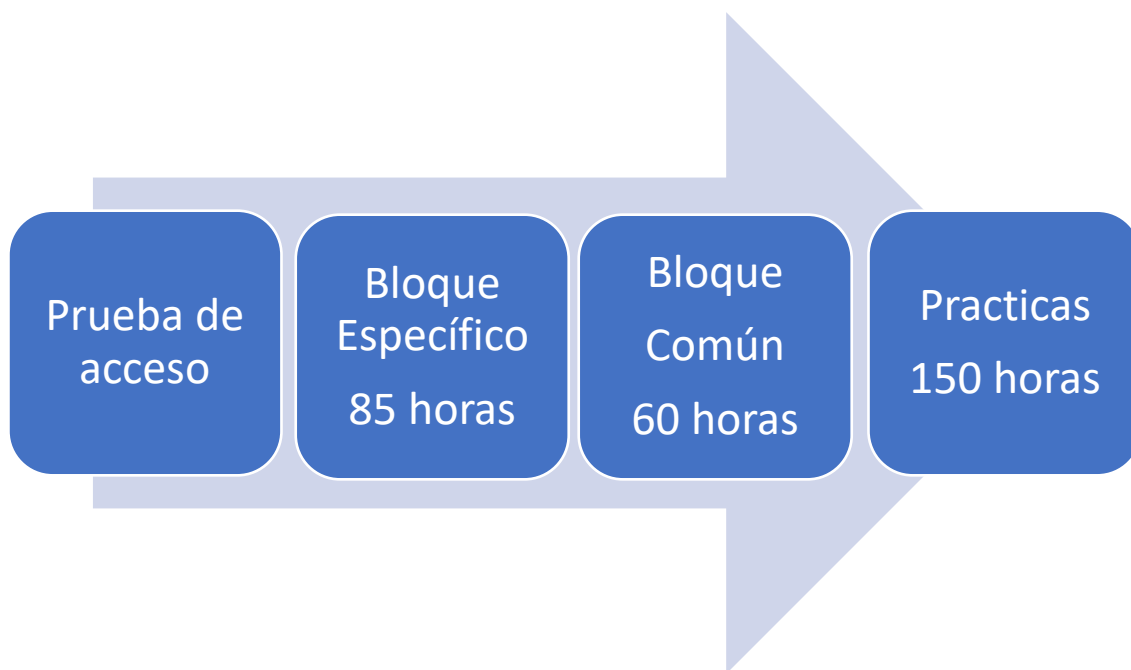 Prueba de
acceso
Bloque
Específico
85 horas
Bloque
Común
60 horas
Practicas
150 horas